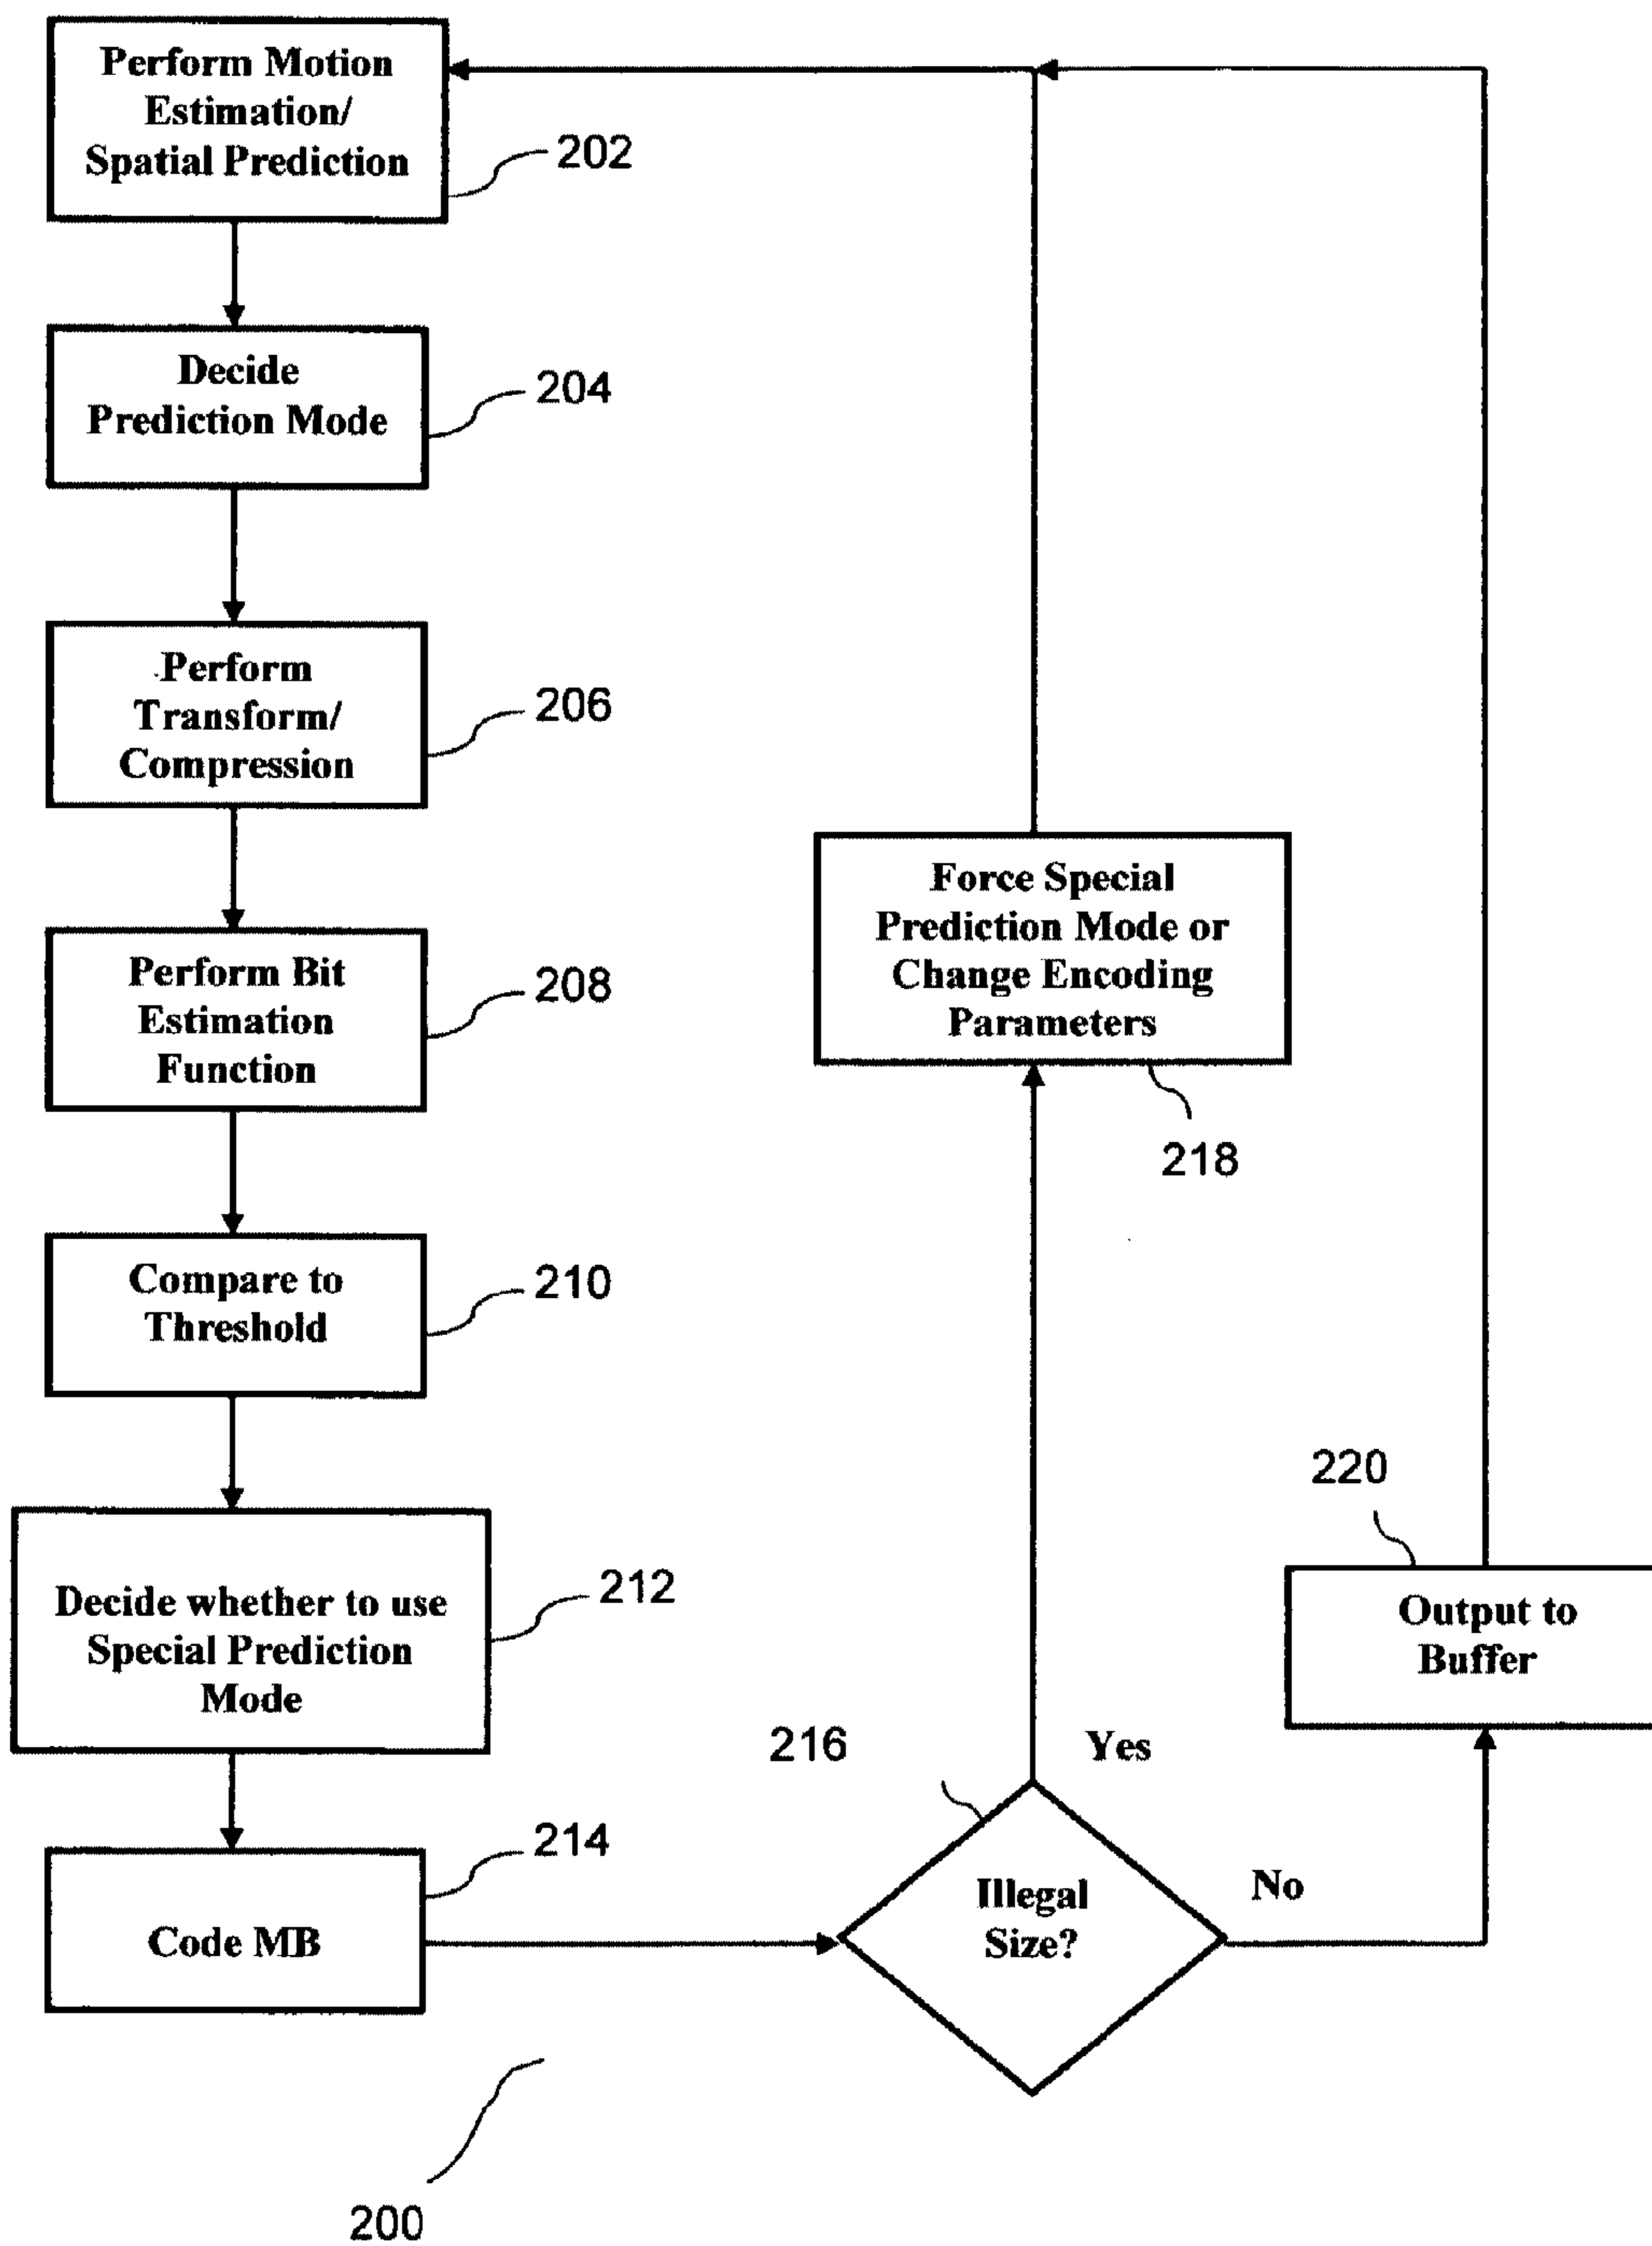 Perform Motion
Estimation/
Spatial Prediction
202
Decide
Prediction Mode
204
Perform
Transform/
Compression
206
Perform Bit
Estimation
Function
208
Compare to
Threshold
210
Decide whether to use
Special Prediction
Mode
212
Code MB
214
Illegal
Size?
216
Yes
No
Force Special
Prediction Mode or
Change Encoding
Parameters
218
Output to
Buffer
220
200